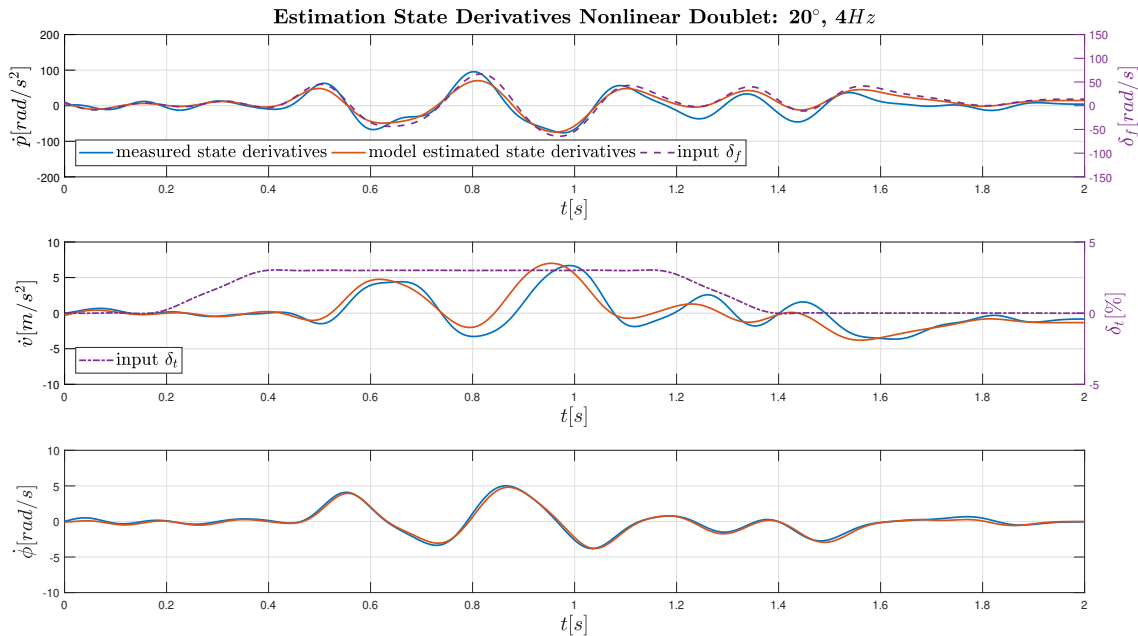 Estimation State Derivatives Nonlinear Doublet: 20°, 4Hz
200
100
0
-100
-200
ṗ[rad/s²]
150
100
50
0
-50
-100
-150
δ_f[rad/s]
measured state derivatives model estimated state derivatives input δ_f
0 0.2 0.4 0.6 0.8 1 1.2 1.4 1.6 1.8 2
t[s]
10
5
0
-5
-10
v̇[m/s²]
5
0
-5
δ_t[%]
input δ_t
0 0.2 0.4 0.6 0.8 1 1.2 1.4 1.6 1.8 2
t[s]
10
5
0
-5
-10
ϕ̇[rad/s]
0 0.2 0.4 0.6 0.8 1 1.2 1.4 1.6 1.8 2
t[s]